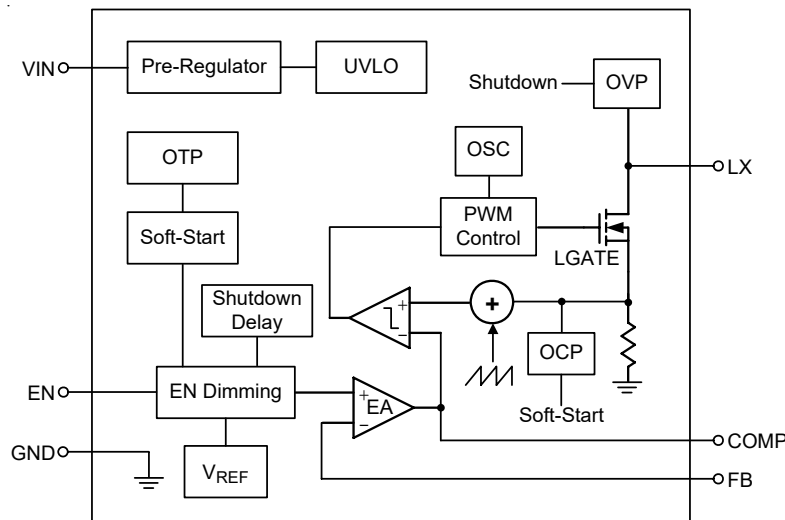 VIN
Pre-Regulator
UVLO
Shutdown
OVP
OTP
OSC
LX
Soft-Start
PWM
Control
LGATE
Shutdown
Delay
+
−
+
OCP
EN
EN Dimming
+
−
EA
Soft-Start
GND
VREF
COMP
FB